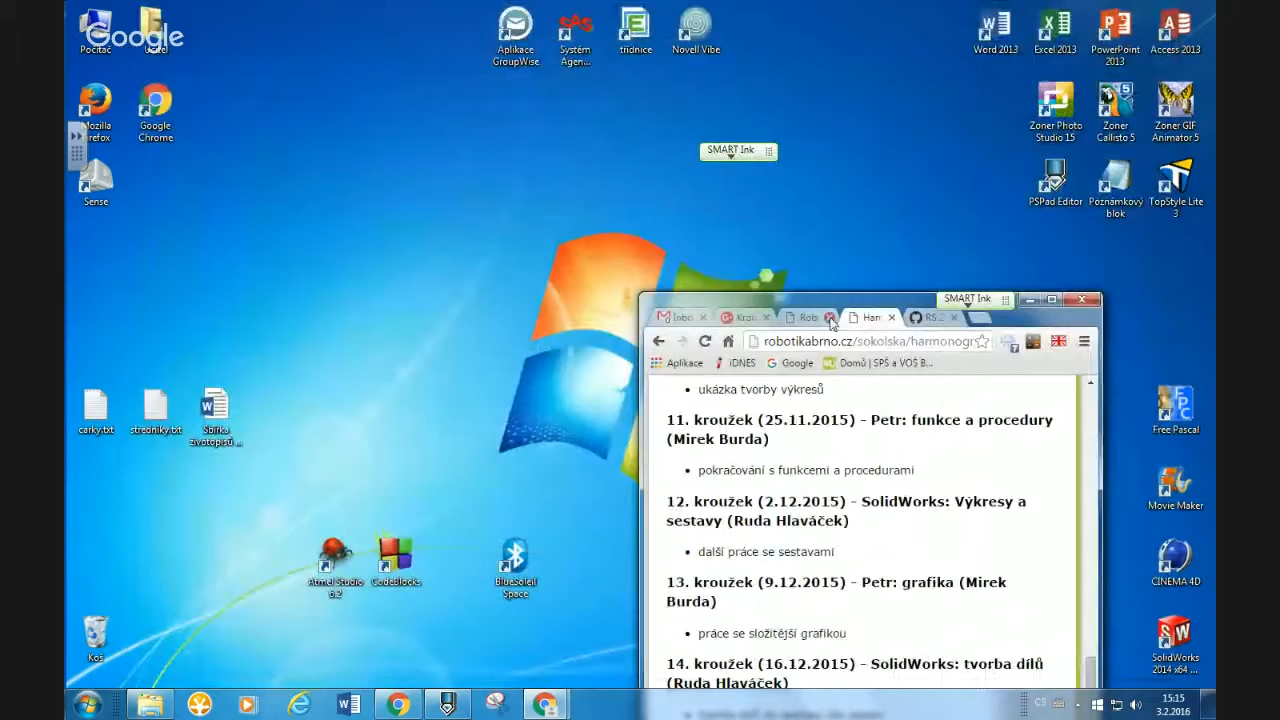 Google
Počítač
Učitel
Aplikace
GroupWise
Systém
Agen...
třídnice
Novell Vibe
Word 2013
Excel 2013
PowerPoint
2013
Access 2013
Mozilla
Firefox
Google
Chrome
SMART Ink
Zoner Photo
Studio 15
Zoner
Callisto 5
Zoner GIF
Animator 5
Sense
PSPad Editor
Poznámkový
blok
TopStyle Lite
3
SMART Ink
Inbo
Krou
Rob
Harr
RS...
robotikabrno.cz/sokolska/harmonogr
Aplikace
iDNES
Google
Domů | SPŠ a VOŠ B...
• ukázka tvorby výkresů
11. kroužek (25.11.2015) - Petr: funkce a procedury
(Mirek Burda)
• pokračování s funkcemi a procedurami
12. kroužek (2.12.2015) - SolidWorks: Výkresy a
sestavy (Ruda Hlaváček)
• další práce se sestavami
13. kroužek (9.12.2015) - Petr: grafika (Mirek
Burda)
• práce se složitější grafikou
14. kroužek (16.12.2015) - SolidWorks: tvorba dílů
(Ruda Hlaváček)
carky.txt
stredniky.txt
Sbírka
zivotopisů ...
Free Pascal
Movie Maker
Atmel Studio
6.2
CodeBlocks
BlueSoleil
Space
CINEMA 4D
Koš
SolidWorks
2014 x64 ...
CS
15:15
3.2.2016